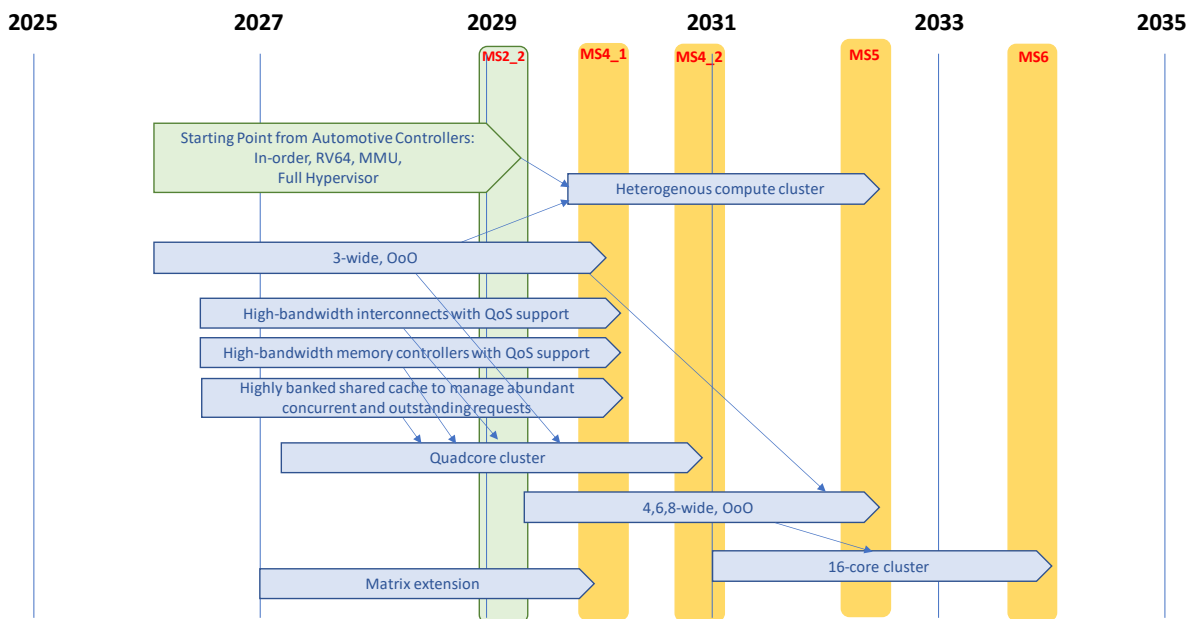 2025
2027
2029
2031
2033
2035
MS2_2
MS4_1
MS4_2
MS5
MS6
Starting Point from Automotive Controllers:
In-order, RV64, MMU,
Full Hypervisor
Heterogenous compute cluster
3-wide, OoO
High-bandwidth interconnects with QoS support
High-bandwidth memory controllers with QoS support
Highly banked shared cache to manage abundant
concurrent and outstanding requests
Quadcore cluster
4,6,8-wide, OoO
16-core cluster
Matrix extension